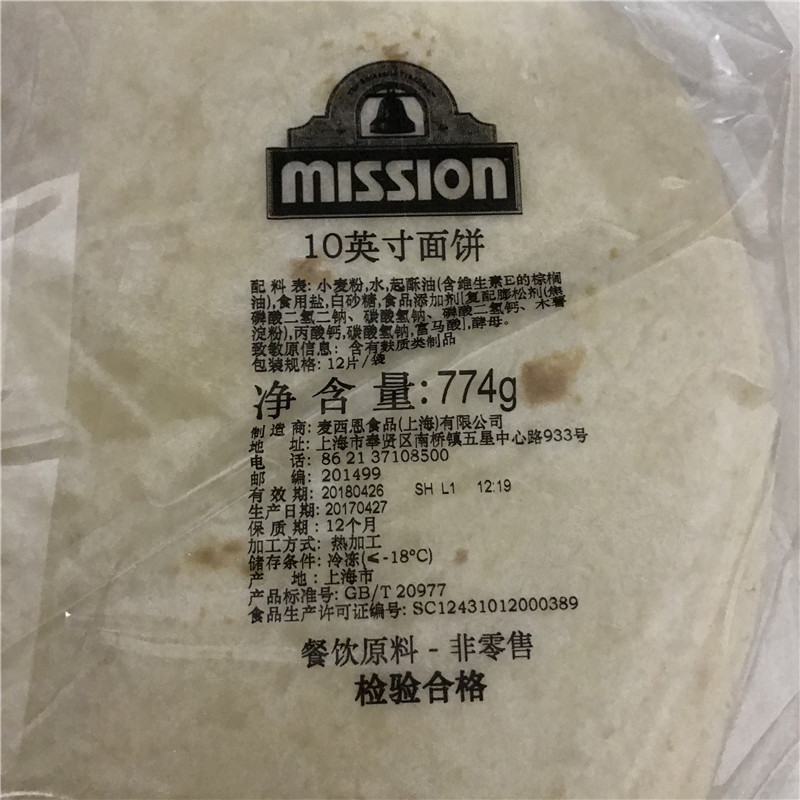 mission
10英寸面饼
配料表: 小麦粉,水,起酥油(含维生素E的棕榈
油),食用盐,白砂糖,食品添加剂[复配膨松剂(焦
磷酸二氢二钠、碳酸氢钠、磷酸二氢钙、木薯
淀粉),丙酸钙,碳酸氢钠,富马酸],酵母。
致敏原信息: 含有麸质类制品
包装规格: 12片/袋
净含量: 774g
制造商: 麦西恩食品(上海)有限公司
地址: 上海市奉贤区南桥镇五星中心路933号
电话: 86 21 37108500
邮编: 201499
有效期: 20180426 SH L1 12:19
生产日期: 20170427
保质期: 12个月
加工方式: 热加工
储存条件: 冷冻(≤-18°C)
产地: 上海市
产品标准号: GB/T 20977
食品生产许可证编号: SC12431012000389
餐饮原料 - 非零售
检验合格